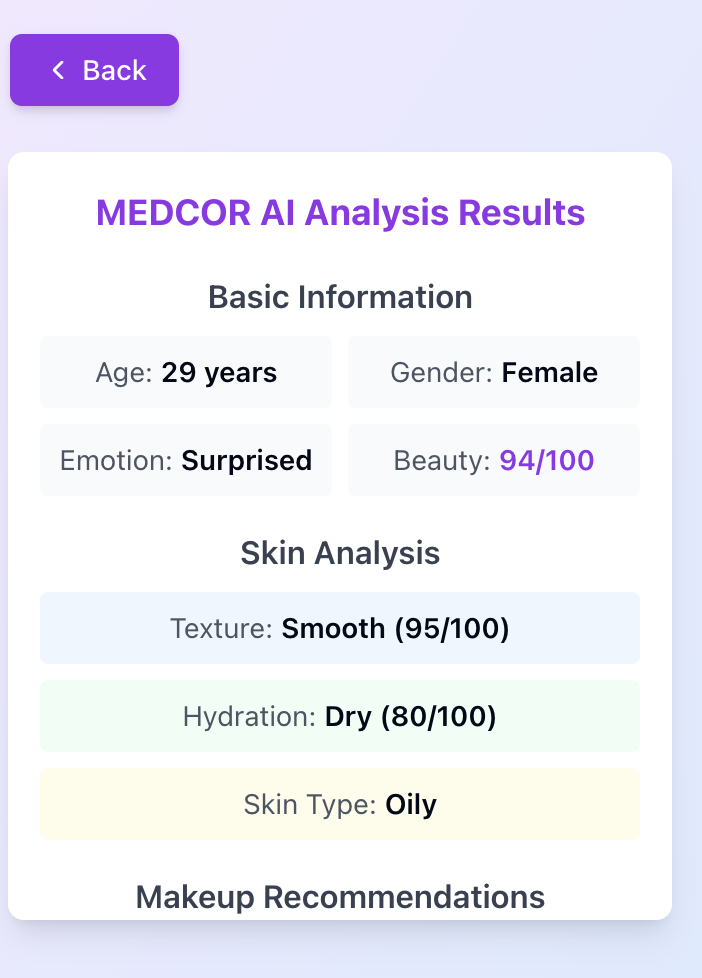 Back
MEDCOR AI Analysis Results
Basic Information
Age: 29 years
Gender: Female
Emotion: Surprised
Beauty: 94/100
Skin Analysis
Texture: Smooth (95/100)
Hydration: Dry (80/100)
Skin Type: Oily
Makeup Recommendations